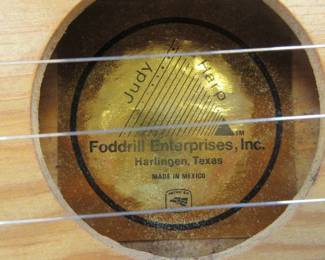 Judy Harp
TM
Foddrill Enterprises, Inc.
Harlingen, Texas
MADE IN MEXICO